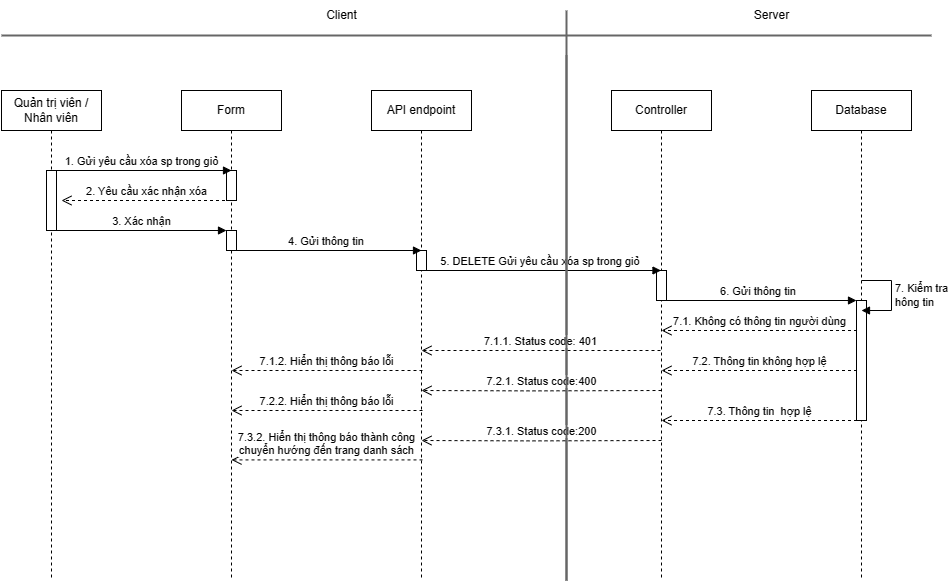 Client
Server
Quản trị viên /
Nhân viên
Form
API endpoint
Controller
Database
1. Gửi yêu cầu xóa sp trong giỏ
2. Yêu cầu xác nhận xóa
3. Xác nhận
4. Gửi thông tin
5. DELETE Gửi yêu cầu xóa sp trong giỏ
6. Gửi thông tin
7. Kiểm tra
hông tin
7.1. Không có thông tin người dùng
7.1.1. Status code: 401
7.1.2. Hiển thị thông báo lỗi
7.2. Thông tin không hợp lệ
7.2.1. Status code:400
7.2.2. Hiển thị thông báo lỗi
7.3. Thông tin  hợp lệ
7.3.1. Status code:200
7.3.2. Hiển thị thông báo thành công
chuyển hướng đến trang danh sách